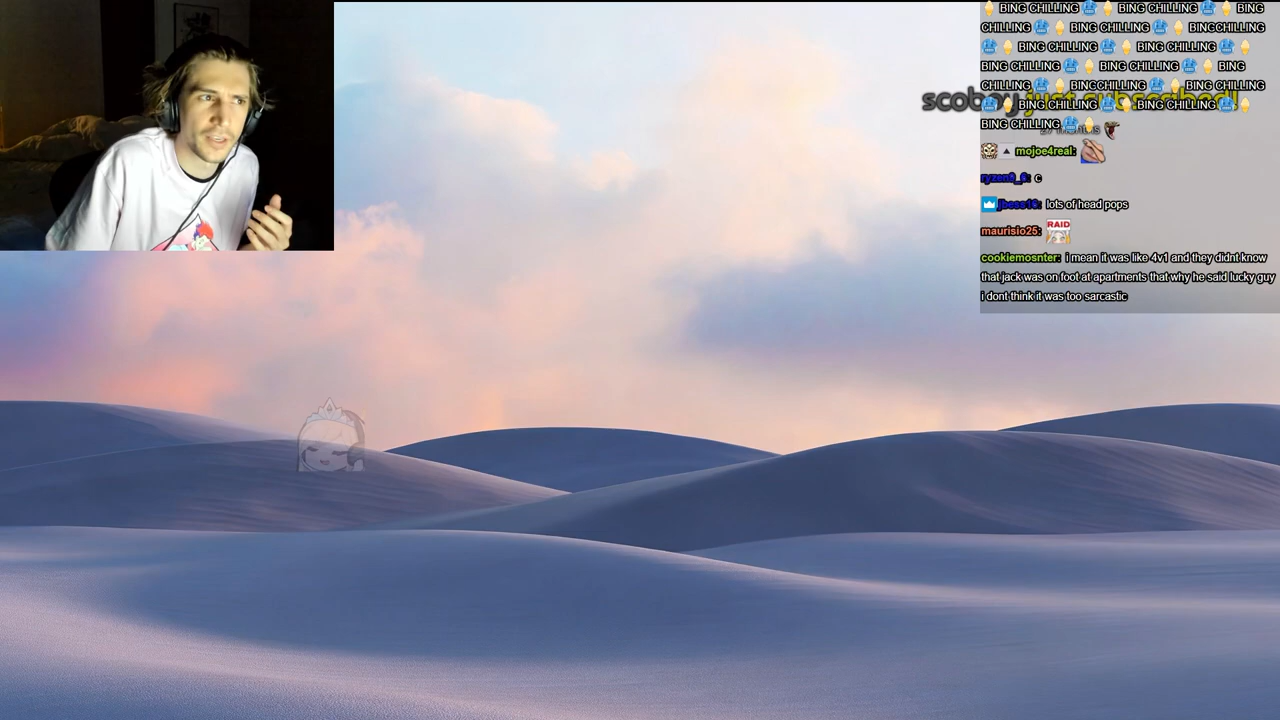 BING CHILLING 🥶 🍦 BING CHILLING 🥶 🍦 BING
CHILLING 🥶 🍦 BING CHILLING 🥶 🍦 BINGCHILLING
🥶 🍦 BING CHILLING 🥶 🍦 BING CHILLING 🥶 🍦
BING CHILLING 🥶 🍦 BING CHILLING 🥶 🍦 BING
CHILLING 🥶 🍦 BINGCHILLING 🥶 🍦 BING CHILLING
🥶 🍦 BING CHILLING 🥶 🍦 BING CHILLING 🥶 🍦
BING CHILLING 🥶 🍦
scoboy just subscribed!!
mojoe4real:
c
lots of head pops
maurisio25: RAID
cookiemosnter: i mean it was like 4v1 and they didnt know
that jack was on foot at apartments that why he said lucky guy
i dont think it was too sarcastic